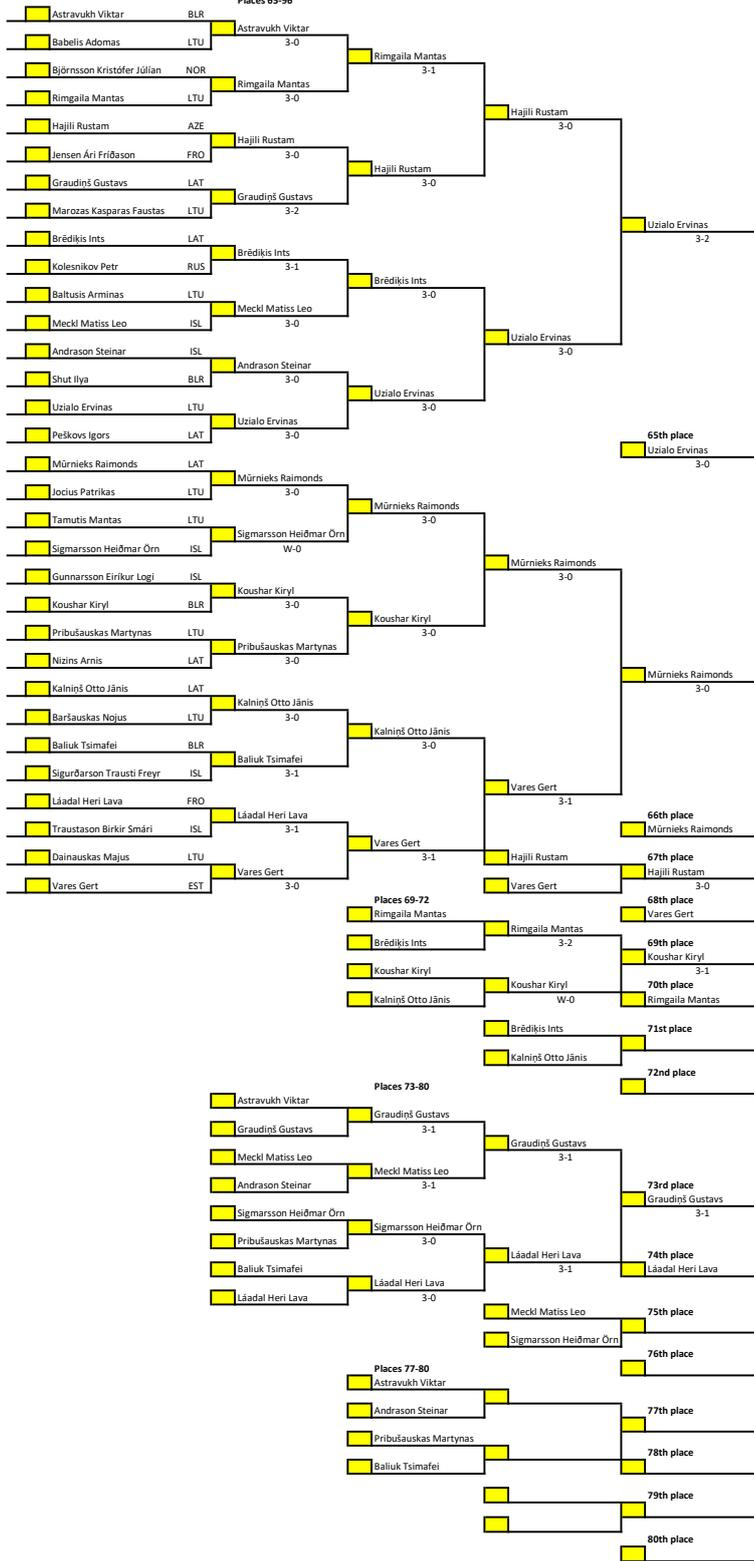 Places 65-96
Astravukh Viktar BLR
Astravukh Viktar
Babelis Adomas LTU
3-0
Rimgaila Mantas
Björnsson Kristófer Júlían NOR
3-1
Rimgaila Mantas
Rimgaila Mantas LTU
3-0
Hajili Rustam
Hajili Rustam AZE
3-0
Hajili Rustam
Jensen Ári Fríðason FRO
3-0
Hajili Rustam
Graudiņš Gustavs LAT
3-0
Graudiņš Gustavs
Marozas Kasparas Faustas LTU
3-2
Uzialo Ervinas
Brēdiķis Ints LAT
3-2
Brēdiķis Ints
Kolesnikov Petr RUS
3-1
Brēdiķis Ints
Baltusis Arminas LTU
3-0
Meckl Matiss Leo
Meckl Matiss Leo ISL
3-0
Uzialo Ervinas
Andrason Steinar ISL
3-0
Andrason Steinar
Shut Ilya BLR
3-0
Uzialo Ervinas
Uzialo Ervinas LTU
3-0
Uzialo Ervinas
Peškovs Igors LAT
3-0
65th place
Uzialo Ervinas
3-0
Mūrnieks Raimonds LAT
Mūrnieks Raimonds
Jocius Patrikas LTU
3-0
Mūrnieks Raimonds
Tamutis Mantas LTU
3-0
Sigmarsson Heiðmar Örn
Sigmarsson Heiðmar Örn ISL
W-0
Mūrnieks Raimonds
Gunnarsson Eiríkur Logi ISL
3-0
Koushar Kiryl
Koushar Kiryl BLR
3-0
Koushar Kiryl
Pribušauskas Martynas LTU
3-0
Pribušauskas Martynas
Nizins Arnis LAT
3-0
Mūrnieks Raimonds
3-0
Kalniņš Otto Jānis LAT
Kalniņš Otto Jānis
Baršauskas Nojus LTU
3-0
Kalniņš Otto Jānis
Baliuk Tsimafei BLR
3-0
Baliuk Tsimafei
Sigurðarson Trausti Freyr ISL
3-1
Vares Gert
3-1
Láadal Heri Lava FRO
Láadal Heri Lava
66th place
Traustason Birkir Smári ISL
3-1
Mūrnieks Raimonds
Vares Gert
Dainauskas Majus LTU
3-1
Hajili Rustam
67th place
Vares Gert
Hajili Rustam
Vares Gert EST
3-0
Vares Gert
3-0
Places 69-72
68th place
Rimgaila Mantas
Vares Gert
Rimgaila Mantas
Brēdiķis Ints
3-2
69th place
Koushar Kiryl
Koushar Kiryl
3-1
Koushar Kiryl
70th place
Kalniņš Otto Jānis
W-0
Rimgaila Mantas
Brēdiķis Ints
71st place
Kalniņš Otto Jānis
72nd place
Places 73-80
Astravukh Viktar
Graudiņš Gustavs
Graudiņš Gustavs
3-1
Graudiņš Gustavs
Meckl Matiss Leo
3-1
Meckl Matiss Leo
Andrason Steinar
3-1
73rd place
Graudiņš Gustavs
3-1
Sigmarsson Heiðmar Örn
Sigmarsson Heiðmar Örn
Pribušauskas Martynas
3-0
Láadal Heri Lava
74th place
Baliuk Tsimafei
3-1
Láadal Heri Lava
Láadal Heri Lava
Láadal Heri Lava
3-0
Meckl Matiss Leo
75th place
Sigmarsson Heiðmar Örn
76th place
Places 77-80
Astravukh Viktar
Andrason Steinar
77th place
Pribušauskas Martynas
78th place
Baliuk Tsimafei
79th place
80th place